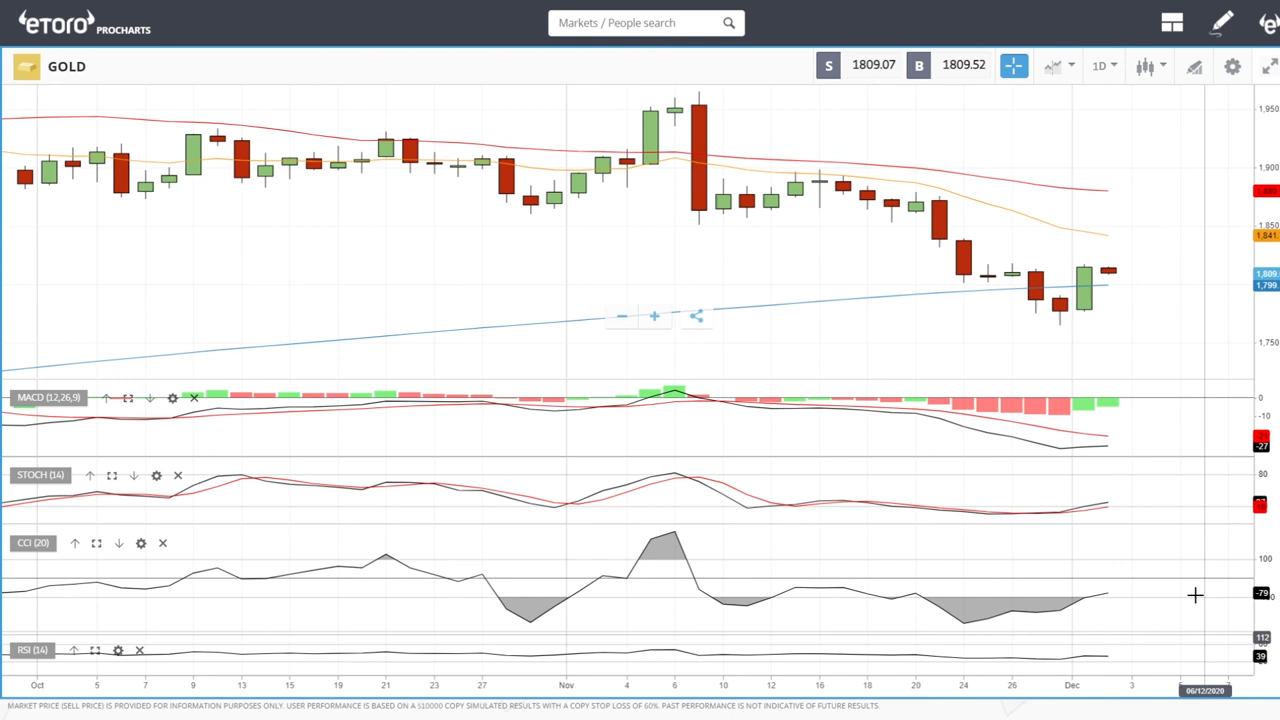 eToro PROCHARTS
Markets / People search
GOLD
S 1809.07 B 1809.52
1D
1,950
1,900
1,880
1,850
1,841.
1,809.
1,799.
1,750
MACD (12,26,9)
0
-10
-27
STOCH (14)
80
CCI (20)
100
-79
RSI (14)
112
39
Oct 5 7 9 13 15 19 21 23 27 Nov 4 6 10 12 16 18 20 24 26 Dec 3
06/12/2020
MARKET PRICE (SELL PRICE) IS PROVIDED FOR INFORMATION PURPOSES ONLY. USER PERFORMANCE IS BASED ON A $10000 COPY SIMULATED RESULTS WITH A COPY STOP LOSS OF 60%. PAST PERFORMANCE IS NOT INDICATIVE OF FUTURE RESULTS.